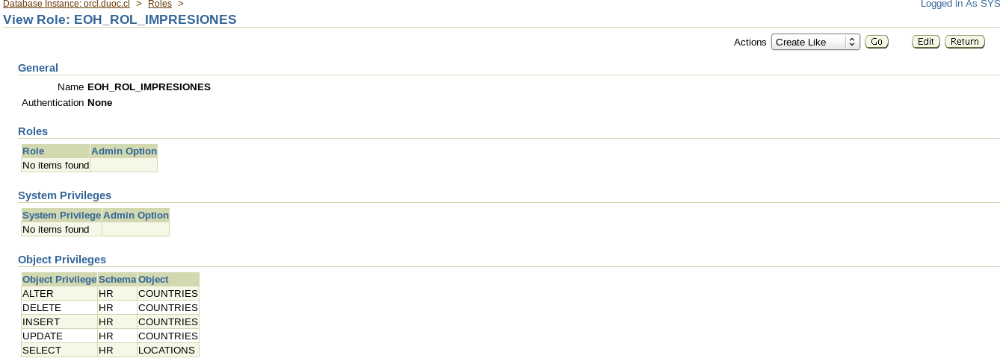 Database Instance: orcl.duoc.cl > Roles >
Logged in As SYS
View Role: EOH_ROL_IMPRESIONES
Actions Create Like Go Edit Return
General
Name EOH_ROL_IMPRESIONES
Authentication None
Roles
Role Admin Option
No items found
System Privileges
System Privilege Admin Option
No items found
Object Privileges
Object Privilege Schema Object
ALTER HR COUNTRIES
DELETE HR COUNTRIES
INSERT HR COUNTRIES
UPDATE HR COUNTRIES
SELECT HR LOCATIONS